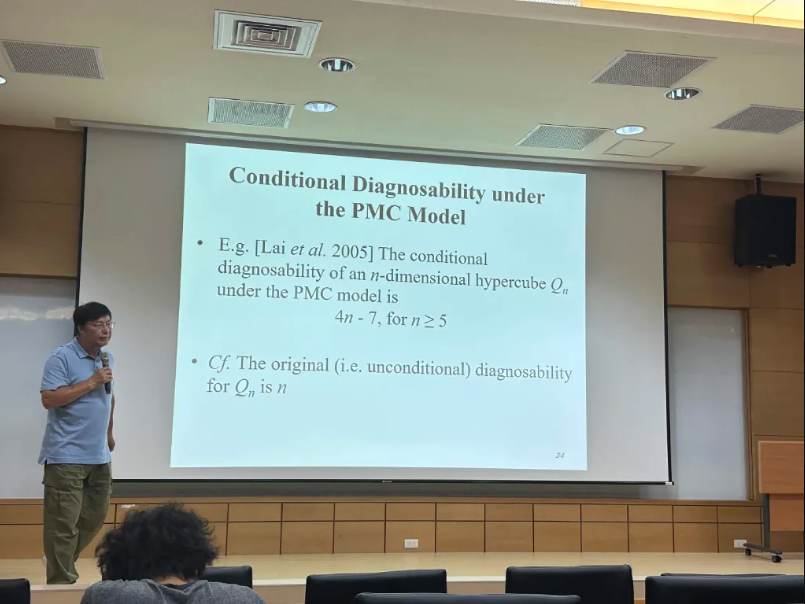 Conditional Diagnosability under
the PMC Model
• E.g. [Lai et al. 2005] The conditional
diagnosability of an n-dimensional hypercube Qn
under the PMC model is
4n - 7, for n ≥ 5
• Cf. The original (i.e. unconditional) diagnosability
for Qn is n
34